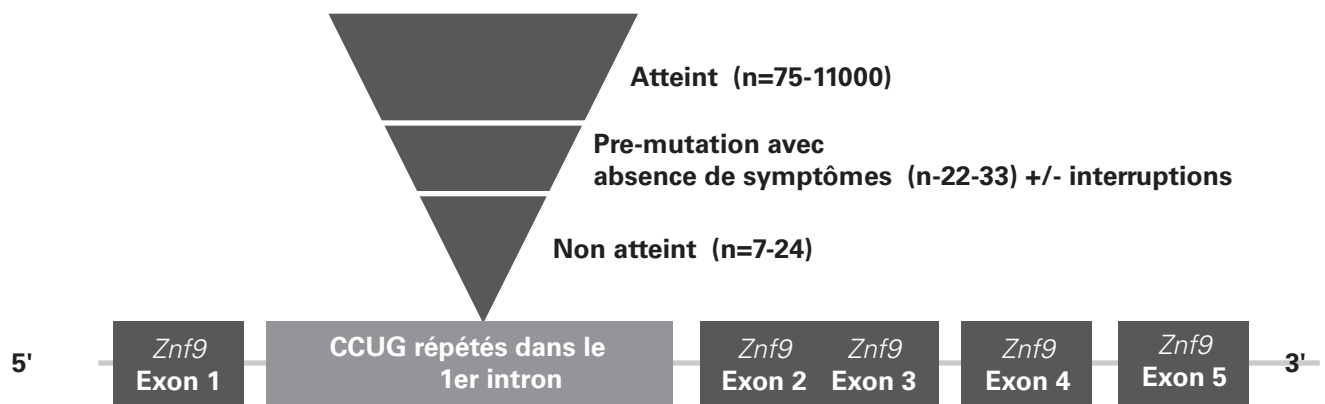 Atteint (n=75-11000)
Pre-mutation avec
absence de symptômes (n-22-33) +/- interruptions
Non atteint (n=7-24)
5'
Znf9
Exon 1
CCUG répétés dans le
1er intron
Znf9
Exon 2
Znf9
Exon 3
Znf9
Exon 4
Znf9
Exon 5
3'